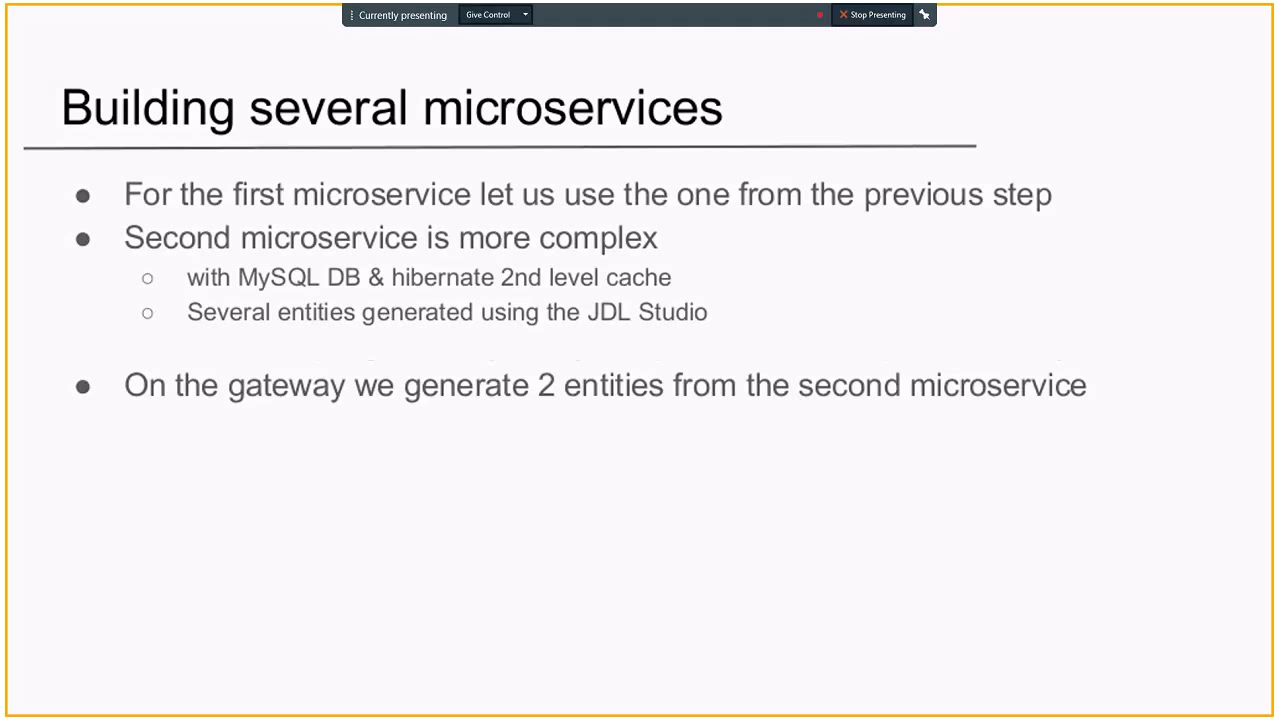 Currently presenting Give Control Stop Presenting
Building several microservices
● For the first microservice let us use the one from the previous step
● Second microservice is more complex
○ with MySQL DB & hibernate 2nd level cache
○ Several entities generated using the JDL Studio
● On the gateway we generate 2 entities from the second microservice